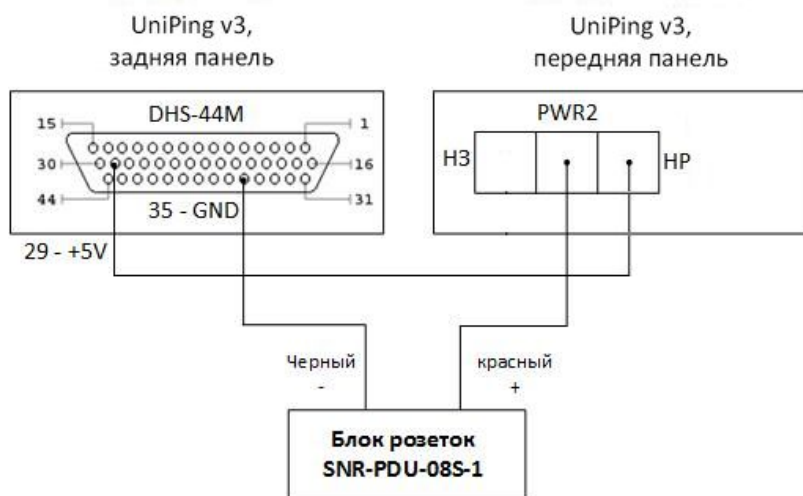 UniPing v3,
задняя панель
UniPing v3,
передняя панель
DHS-44M
15
1
30
16
44
31
35 - GND
29 - +5V
PWR2
НЗ
НР
Черный
-
красный
+
Блок розеток
SNR-PDU-08S-1